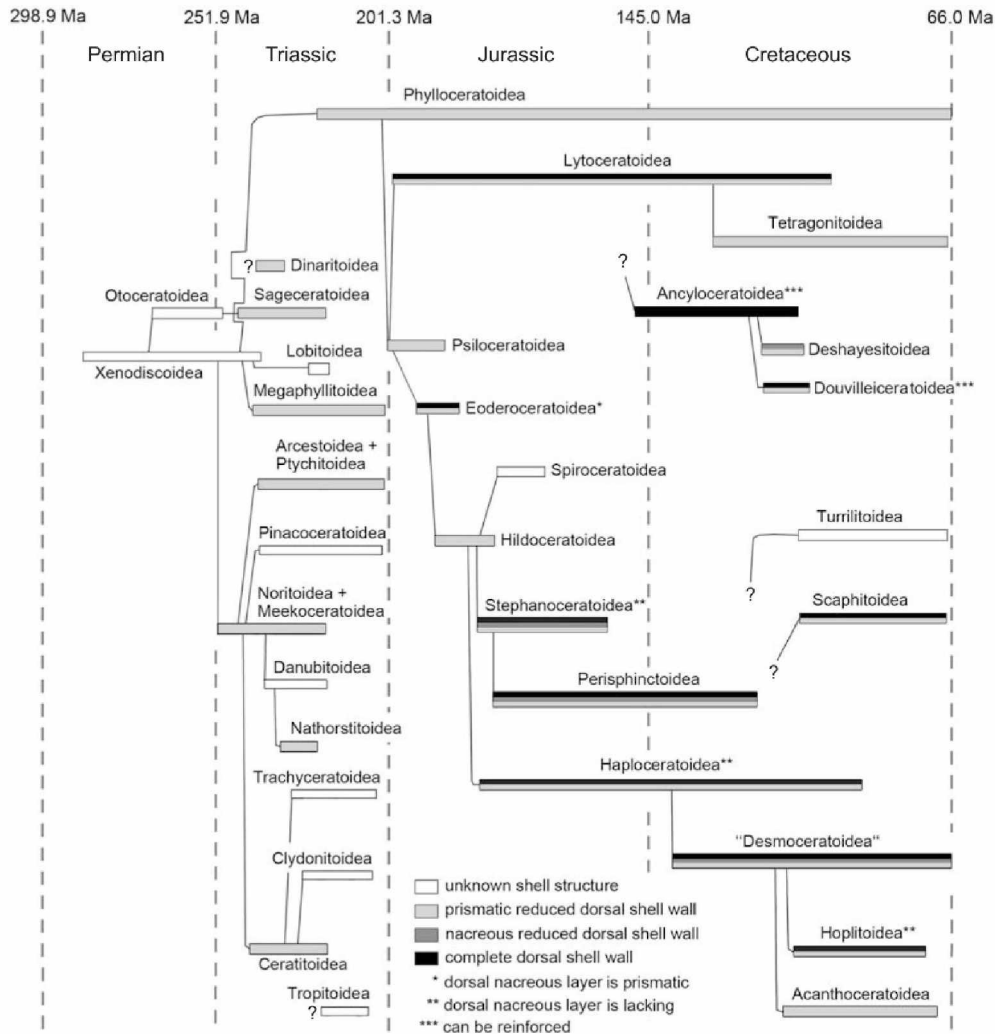 298.9 Ma 251.9 Ma 201.3 Ma 145.0 Ma 66.0 Ma
Permian Triassic Jurassic Cretaceous
Phylloceratoidea
Lytoceratoidea
Tetragonitoidea
? Dinaritoidea
?
Otoceratoidea Sageceratoidea Ancyloceratoidea***
Psiloceratoidea Deshayesitoidea
Lobitoidea
Xenodiscoidea
Megaphyllitoidea Douvilleiceratoidea***
Eoderoceratoidea*
Arcestoidea +
Ptychitoidea
Spiroceratoidea
Pinacoceratoidea Turrilitoidea
Hildoceratoidea
?
Noritoidea +
Meekoceratoidea
Stephanoceratoidea** Scaphitoidea
?
Danubitoidea Perisphinctoidea
Nathorstitoidea
Trachyceratoidea Haploceratoidea**
"Desmoceratoidea“
Clydonitoidea
unknown shell structure
prismatic reduced dorsal shell wall
nacreous reduced dorsal shell wall
complete dorsal shell wall
* dorsal nacreous layer is prismatic
** dorsal nacreous layer is lacking
*** can be reinforced
Hoplitoidea**
Ceratitoidea
Tropitoidea
?
Acanthoceratoidea